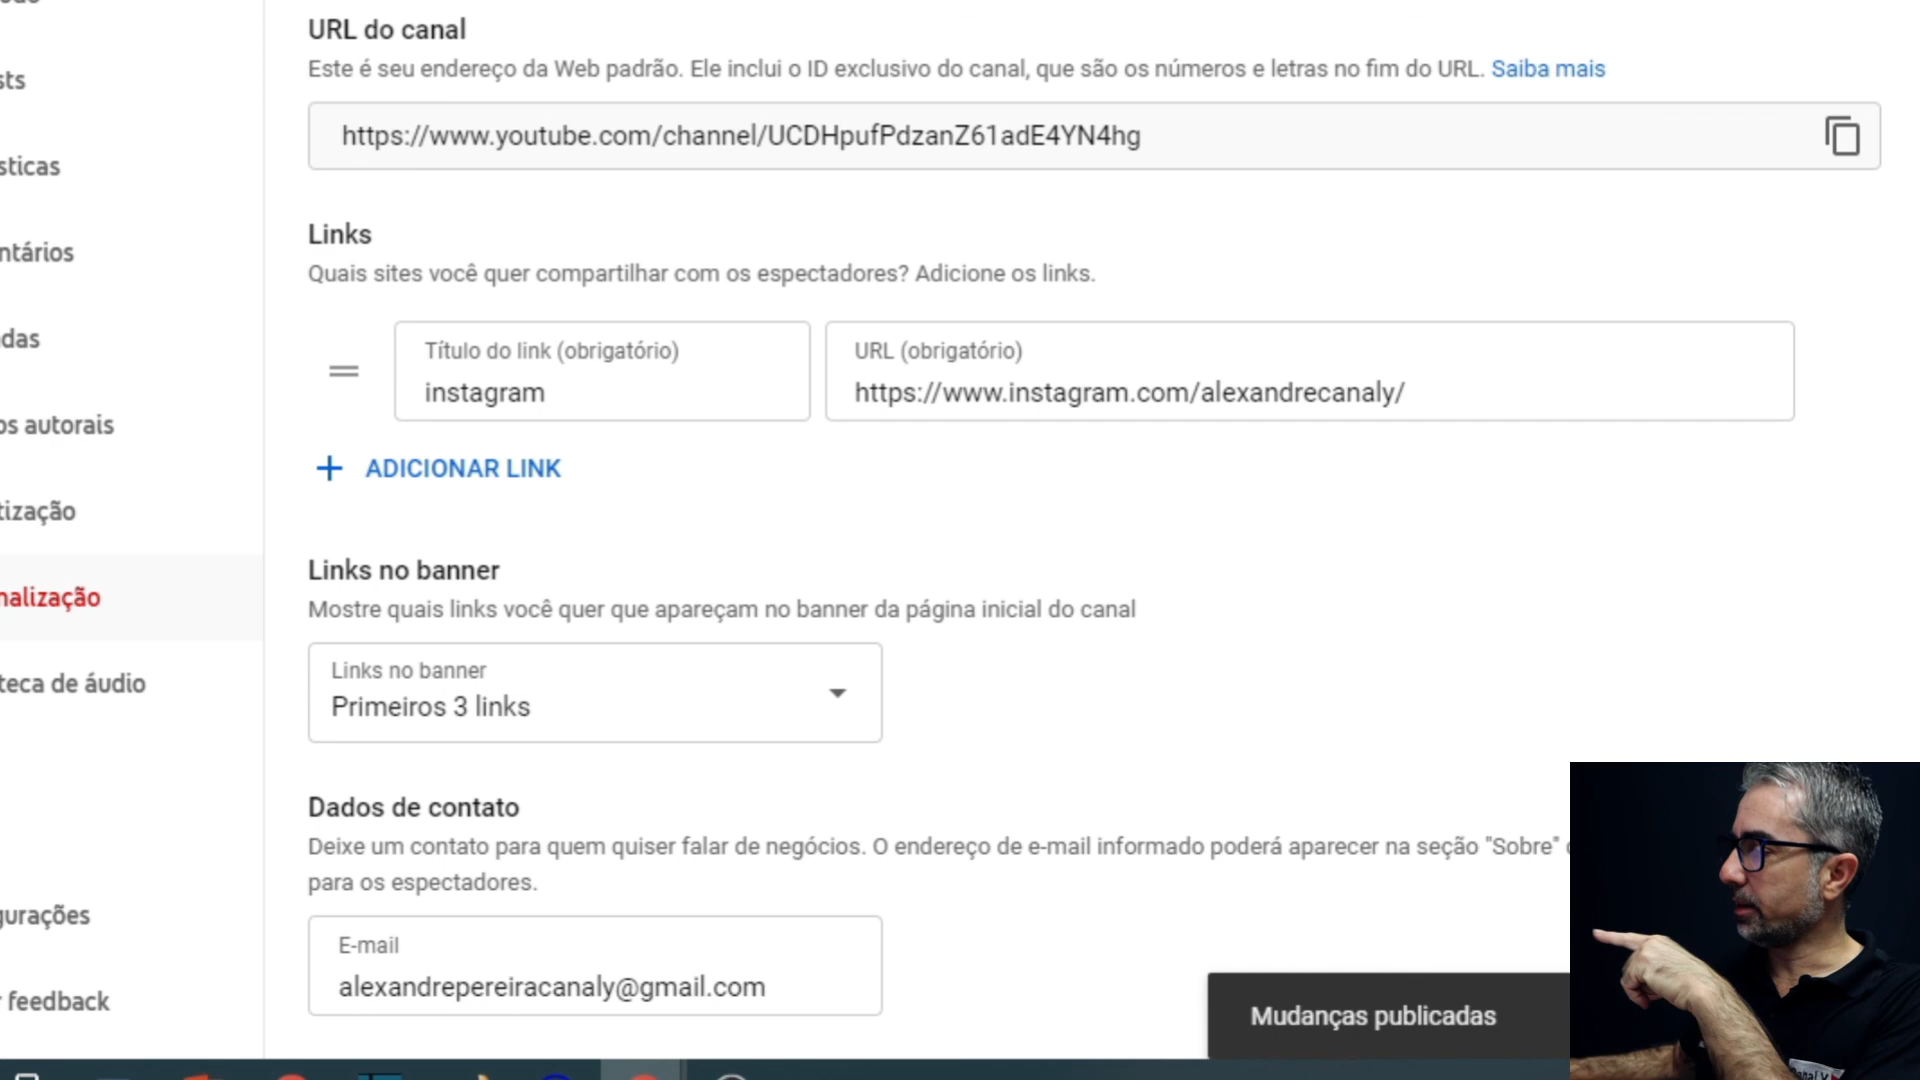 URL do canal
Este é seu endereço da Web padrão. Ele inclui o ID exclusivo do canal, que são os números e letras no fim do URL. Saiba mais
https://www.youtube.com/channel/UCDHpufPdzanZ61adE4YN4hg
Links
Quais sites você quer compartilhar com os espectadores? Adicione os links.
Título do link (obrigatório)
instagram
URL (obrigatório)
https://www.instagram.com/alexandrecanaly/
ADICIONAR LINK
Links no banner
Mostre quais links você quer que apareçam no banner da página inicial do canal
Links no banner
Primeiros 3 links
Dados de contato
Deixe um contato para quem quiser falar de negócios. O endereço de e-mail informado poderá aparecer na seção "Sobre"
para os espectadores.
E-mail
alexandrepereiracanaly@gmail.com
Mudanças publicadas
sts
sticas
ntários
das
os autorais
tização
nalização
teca de áudio
gurações
feedback